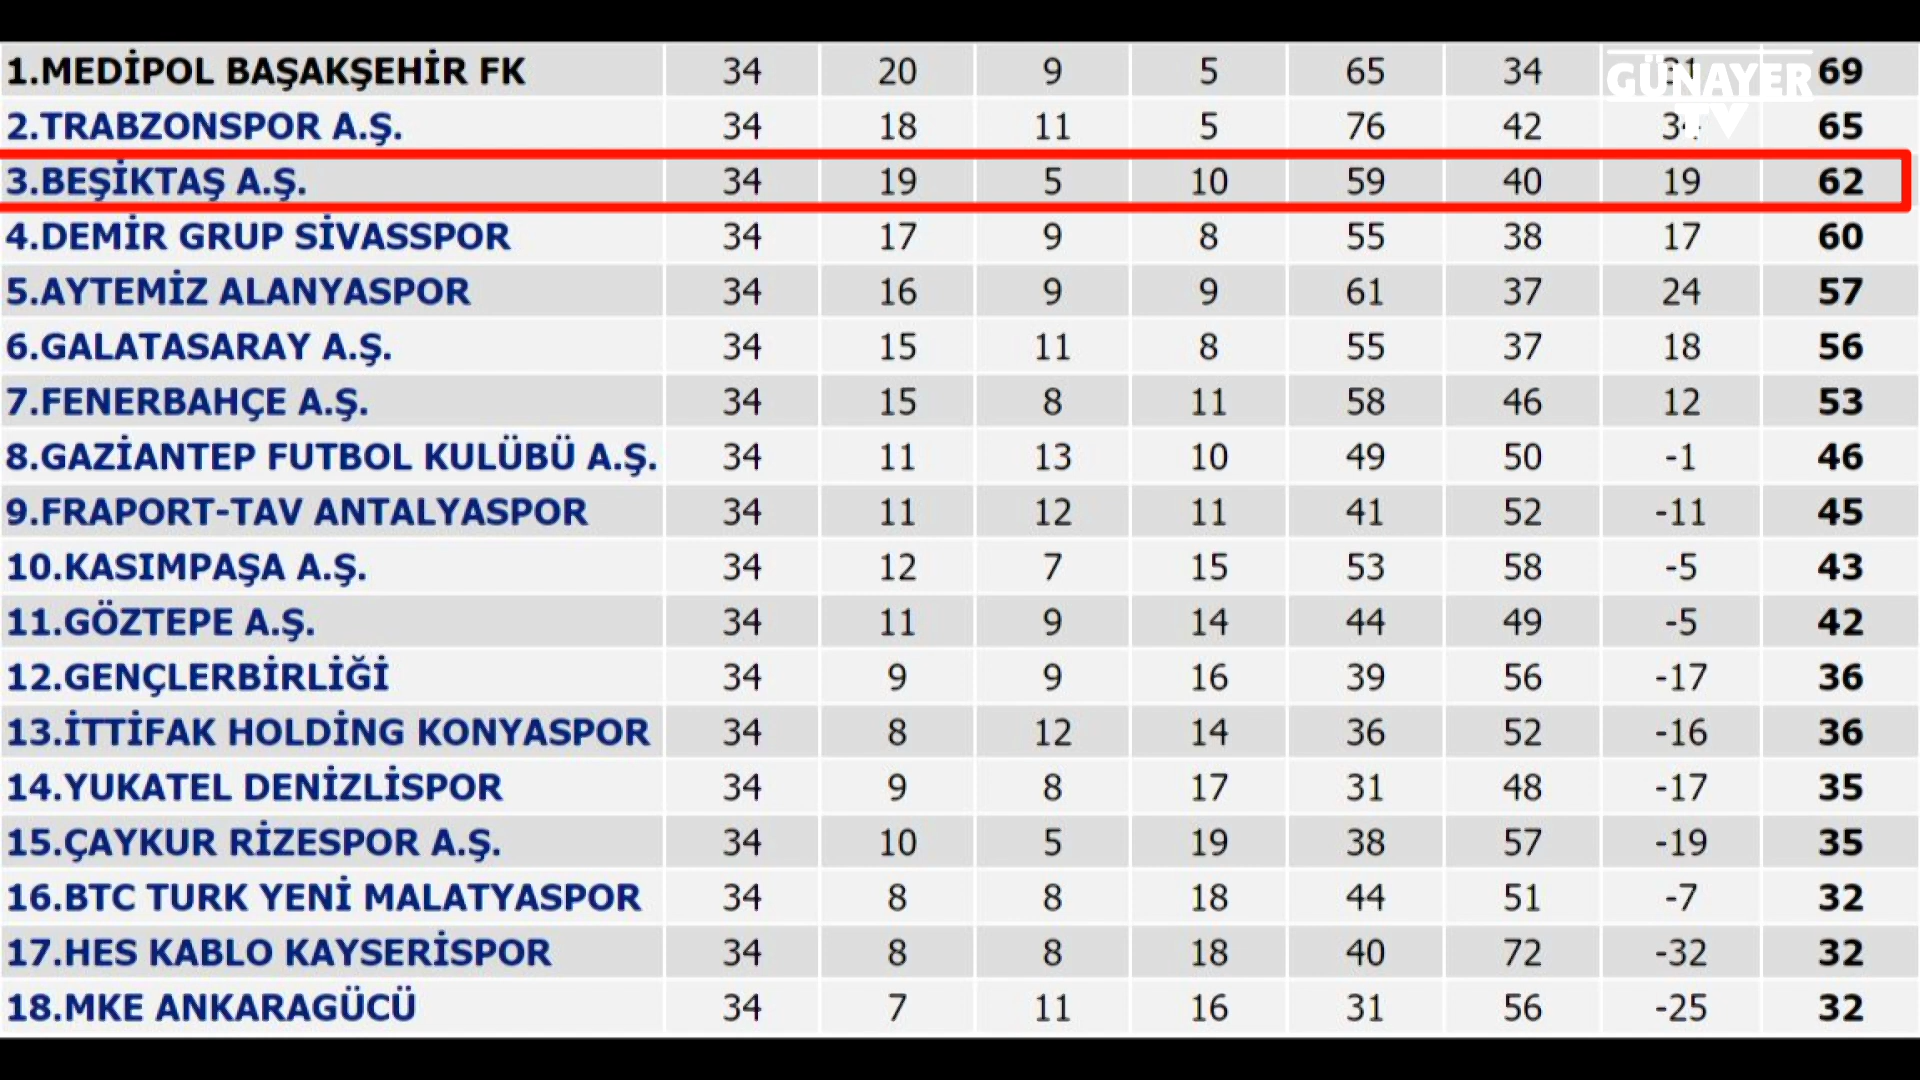 1.MEDİPOL BAŞAKŞEHİR FK 34 20 9 5 65 34 31 69
GÜNAYER
TV
2.TRABZONSPOR A.Ş. 34 18 11 5 76 42 34 65
3.BEŞİKTAŞ A.Ş. 34 19 5 10 59 40 19 62
4.DEMİR GRUP SİVASSPOR 34 17 9 8 55 38 17 60
5.AYTEMİZ ALANYASPOR 34 16 9 9 61 37 24 57
6.GALATASARAY A.Ş. 34 15 11 8 55 37 18 56
7.FENERBAHÇE A.Ş. 34 15 8 11 58 46 12 53
8.GAZİANTEP FUTBOL KULÜBÜ A.Ş. 34 11 13 10 49 50 -1 46
9.FRAPORT-TAV ANTALYASPOR 34 11 12 11 41 52 -11 45
10.KASIMPAŞA A.Ş. 34 12 7 15 53 58 -5 43
11.GÖZTEPE A.Ş. 34 11 9 14 44 49 -5 42
12.GENÇLERBİRLİĞİ 34 9 9 16 39 56 -17 36
13.İTTİFAK HOLDİNG KONYASPOR 34 8 12 14 36 52 -16 36
14.YUKATEL DENİZLİSPOR 34 9 8 17 31 48 -17 35
15.ÇAYKUR RİZESPOR A.Ş. 34 10 5 19 38 57 -19 35
16.BTC TURK YENİ MALATYASPOR 34 8 8 18 44 51 -7 32
17.HES KABLO KAYSERİSPOR 34 8 8 18 40 72 -32 32
18.MKE ANKARAGÜCÜ 34 7 11 16 31 56 -25 32